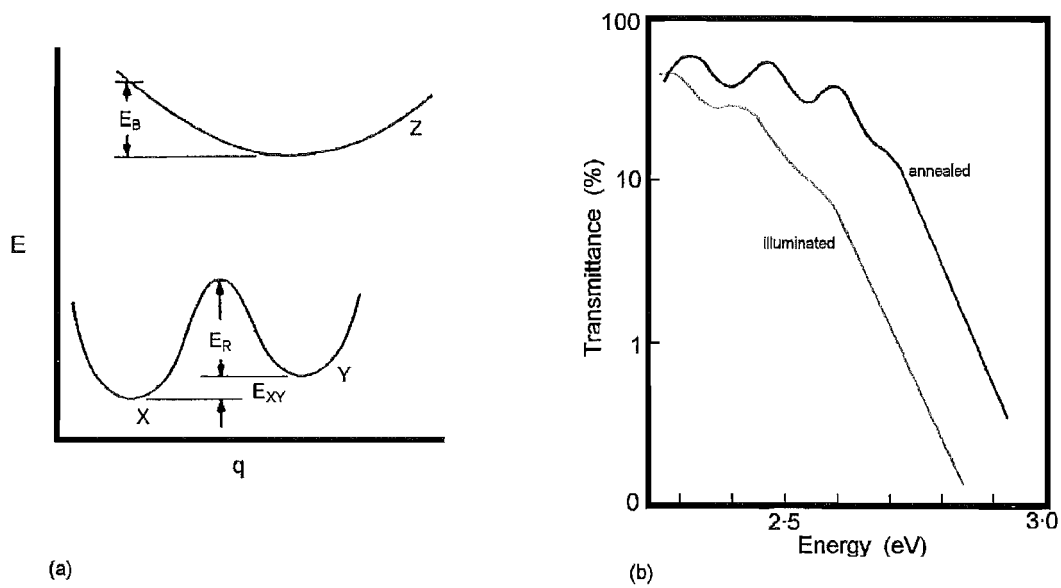 E
E_B
Z
E_R
E_XY
X
Y
q
(a)
Transmittance (%)
100
10
1
0
annealed
illuminated
2·5
3·0
Energy (eV)
(b)